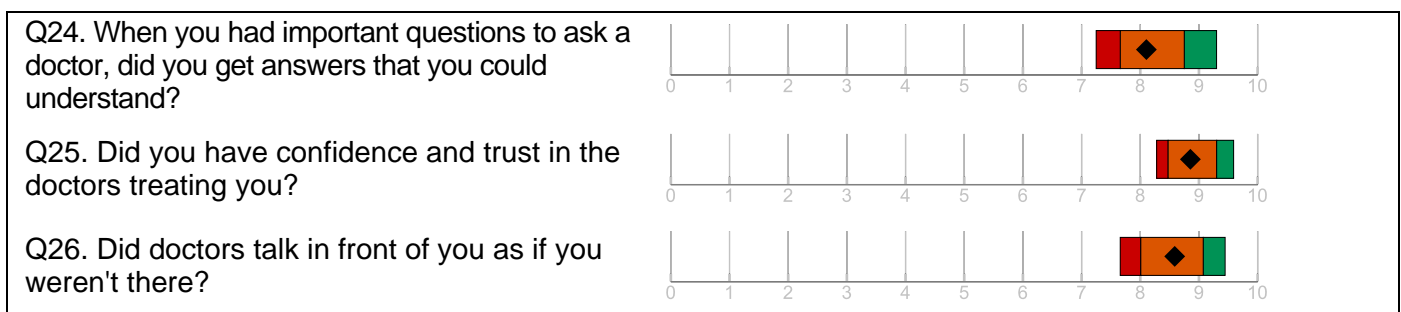 Q24. When you had important questions to ask a
doctor, did you get answers that you could
understand?
0 1 2 3 4 5 6 7 8 9 10
Q25. Did you have confidence and trust in the
doctors treating you?
0 1 2 3 4 5 6 7 8 9 10
Q26. Did doctors talk in front of you as if you
weren't there?
0 1 2 3 4 5 6 7 8 9 10